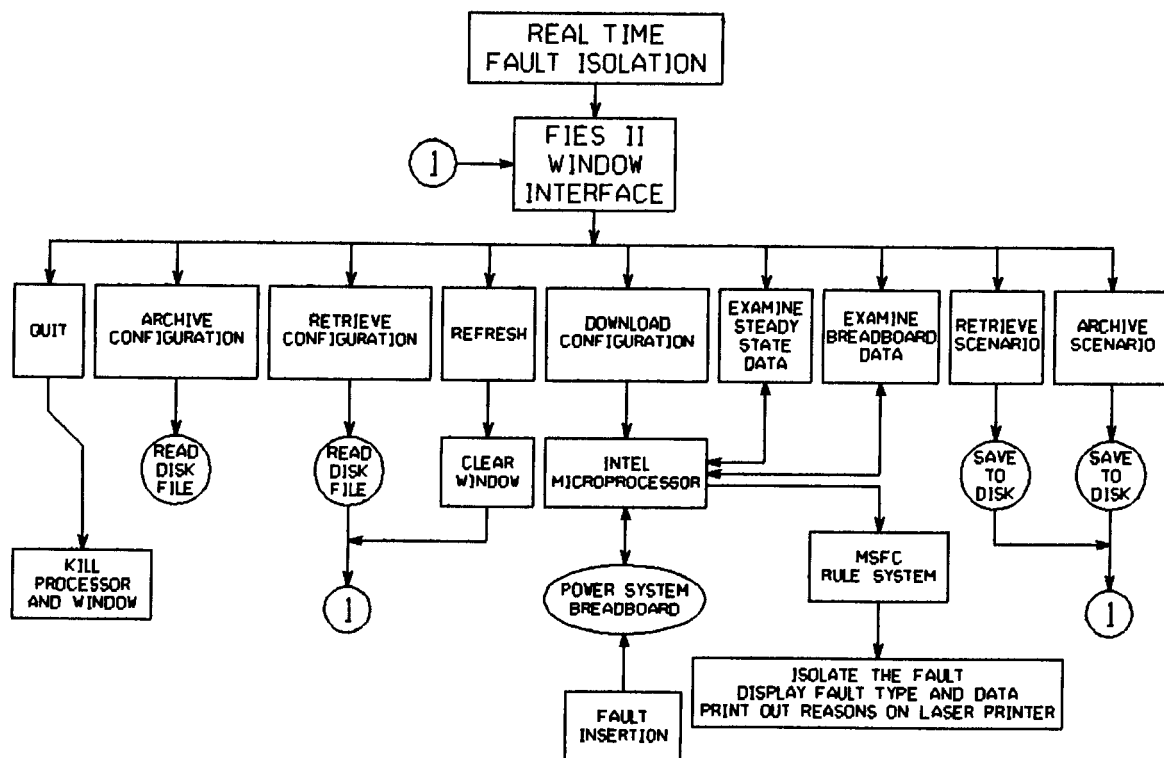 REAL TIME
FAULT ISOLATION
FIES II
WINDOW
INTERFACE
1
QUIT
ARCHIVE
CONFIGURATION
RETRIEVE
CONFIGURATION
REFRESH
DOWNLOAD
CONFIGURATION
EXAMINE
STEADY
STATE
DATA
EXAMINE
BREADBOARD
DATA
RETRIEVE
SCENARIO
ARCHIVE
SCENARIO
READ
DISK
FILE
READ
DISK
FILE
CLEAR
WINDOW
INTEL
MICROPROCESSOR
SAVE
TO
DISK
SAVE
TO
DISK
KILL
PROCESSOR
AND WINDOW
1
POWER SYSTEM
BREADBOARD
MSFC
RULE SYSTEM
1
FAULT
INSERTION
ISOLATE THE FAULT
DISPLAY FAULT TYPE AND DATA
PRINT OUT REASONS ON LASER PRINTER